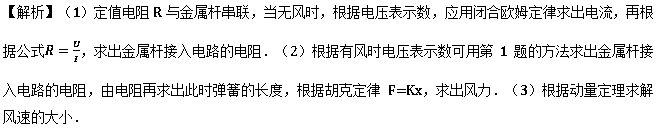 【解析】（1）定值电阻 R 与金属杆串联，当无风时，根据电压表示数，应用闭合欧姆定律求出电流，再根
据公式R=U/I，求出金属杆接入电路的电阻．（2）根据有风时电压表示数可用第 1 题的方法求出金属杆接
入电路的电阻，由电阻再求出此时弹簧的长度，根据胡克定律 F=Kx，求出风力．（3）根据动量定理求解
风速的大小．